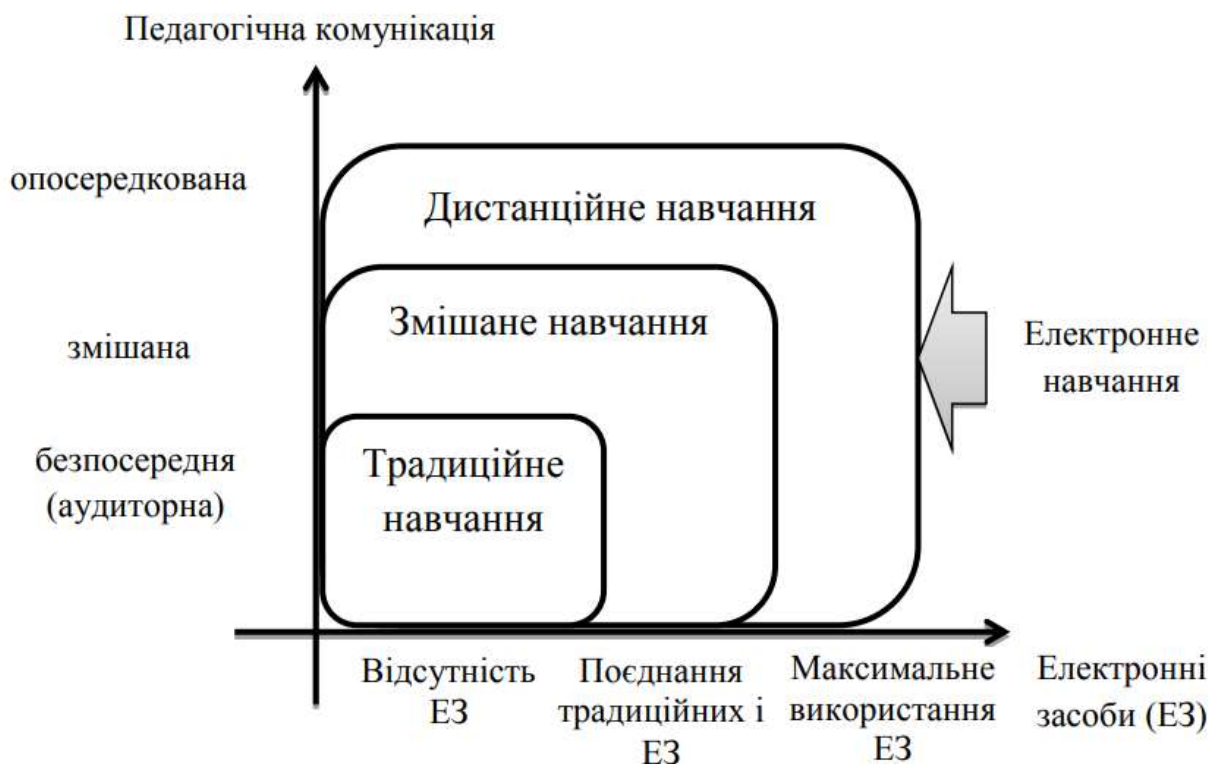 Педагогічна комунікація
опосередкована
Дистанційне навчання
Змішане навчання
змішана
Електронне
навчання
безпосередня
(аудиторна)
Традиційне
навчання
Відсутність
ЕЗ
Поєднання
традиційних і
ЕЗ
Максимальне
використання
ЕЗ
Електронні
засоби (ЕЗ)